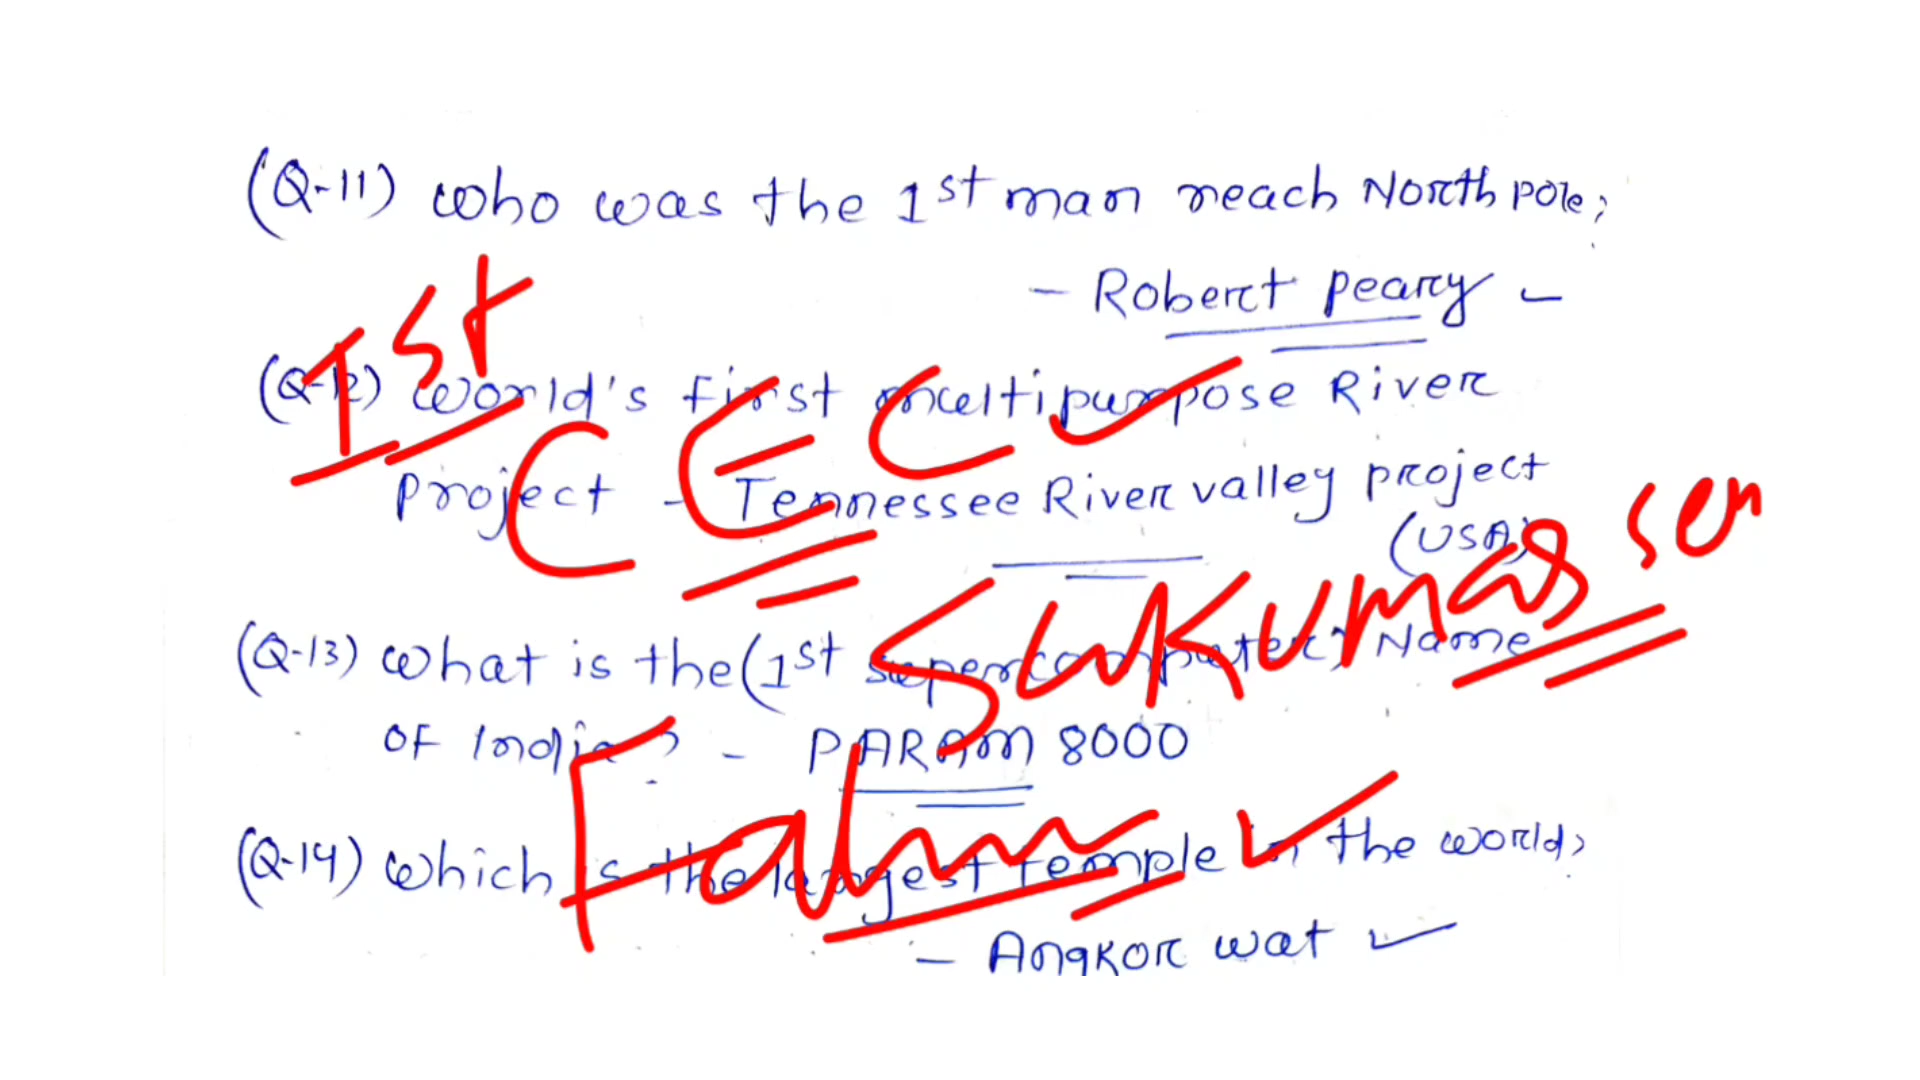 (Q-11) who was the 1st man reach North pole,
- Robert peary
(Q-12) world's first multipurpose River
Project - Tennessee River valley project
(USA)
(Q-13) what is the (1st supercomputer) Name
OF India? - PARAM 8000
(Q-14) which is the largest temple in the world,
- Angkor wat
1st
CEC
Sukumar sen